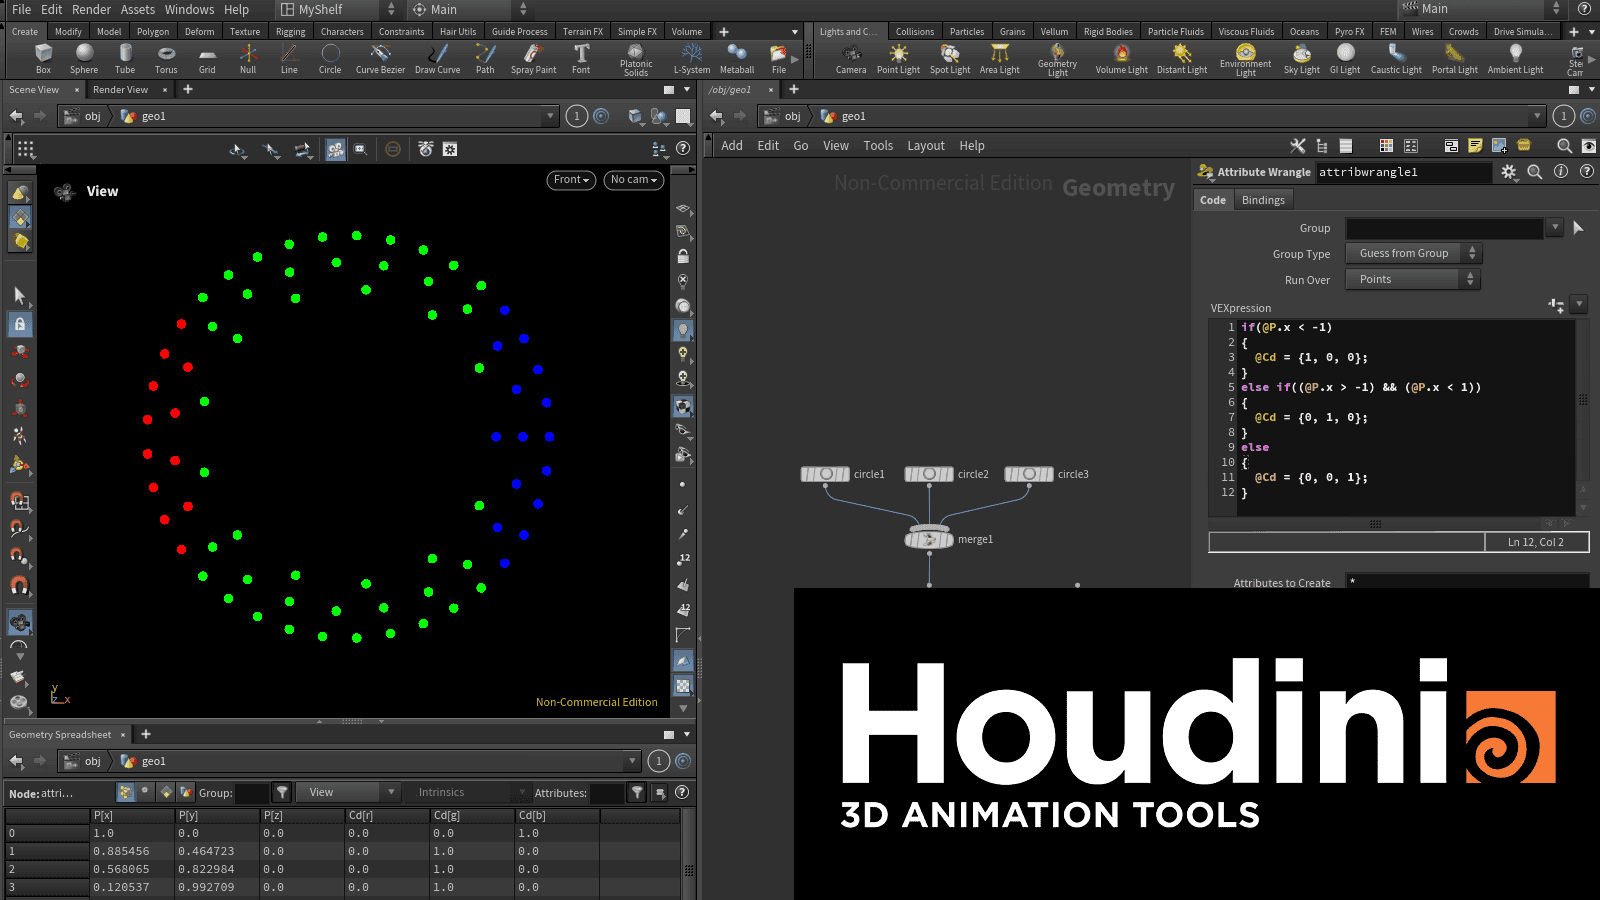 File Edit Render Assets Windows Help MyShelf Main Main
Create Modify Model Polygon Deform Texture Rigging Characters Constraints Hair Utils Guide Process Terrain FX Simple FX Volume
Lights and C... Collisions Particles Grains Vellum Rigid Bodies Particle Fluids Viscous Fluids Oceans Pyro FX FEM Wires Crowds Drive Simula...
Box Sphere Tube Torus Grid Null Line Circle Curve Bezier Draw Curve Path Spray Paint Font Platonic Solids L-System Metaball File
Camera Point Light Spot Light Area Light Geometry Light Volume Light Distant Light Environment Light Sky Light GI Light Caustic Light Portal Light Ambient Light Ster Cam
Scene View Render View
/obj/geo1
obj geo1 1
obj geo1 1
Add Edit Go View Tools Layout Help
View Front No cam
Non-Commercial Edition Geometry
Attribute Wrangle attribwrangle1
Code Bindings
Group
Group Type Guess from Group
Run Over Points
VEXpression
1 if(@P.x < -1)
2 {
3 @Cd = {1, 0, 0};
4 }
5 else if((@P.x > -1) && (@P.x < 1))
6 {
7 @Cd = {0, 1, 0};
8 }
9 else
10 {
11 @Cd = {0, 0, 1};
12 }
Ln 12, Col 2
Attributes to Create *
circle1 circle2 circle3
merge1
12
12
y
z x
Non-Commercial Edition
Geometry Spreadsheet
obj geo1 1
Node: attri... Group: View Intrinsics Attributes:
P[x] P[y] P[z] Cd[r] Cd[g] Cd[b]
0 1.0 0.0 0.0 0.0 0.0 1.0
1 0.885456 0.464723 0.0 0.0 1.0 0.0
2 0.568065 0.822984 0.0 0.0 1.0 0.0
3 0.120537 0.992709 0.0 0.0 1.0 0.0
Houdini
3D ANIMATION TOOLS